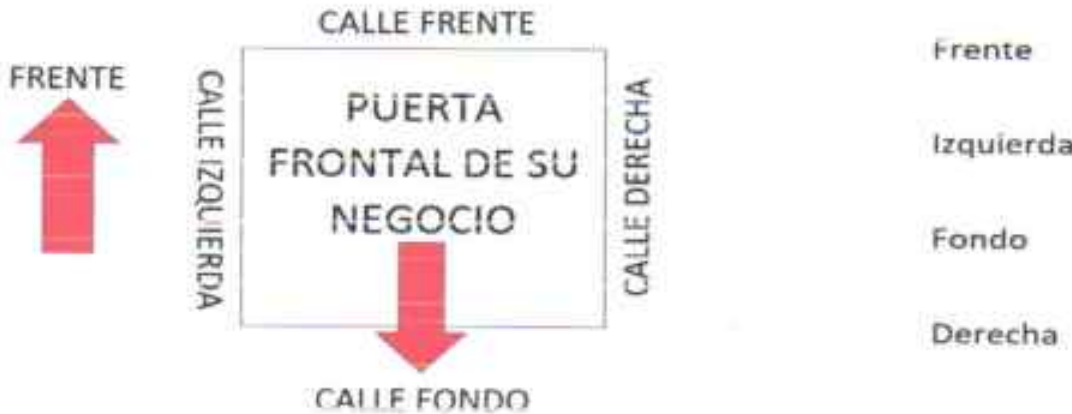 CALLE FRENTE
FRENTE
CALLE IZQUIERDA
PUERTA
FRONTAL DE SU
NEGOCIO
CALLE DERECHA
CALLE FONDO
Frente
Izquierda
Fondo
Derecha